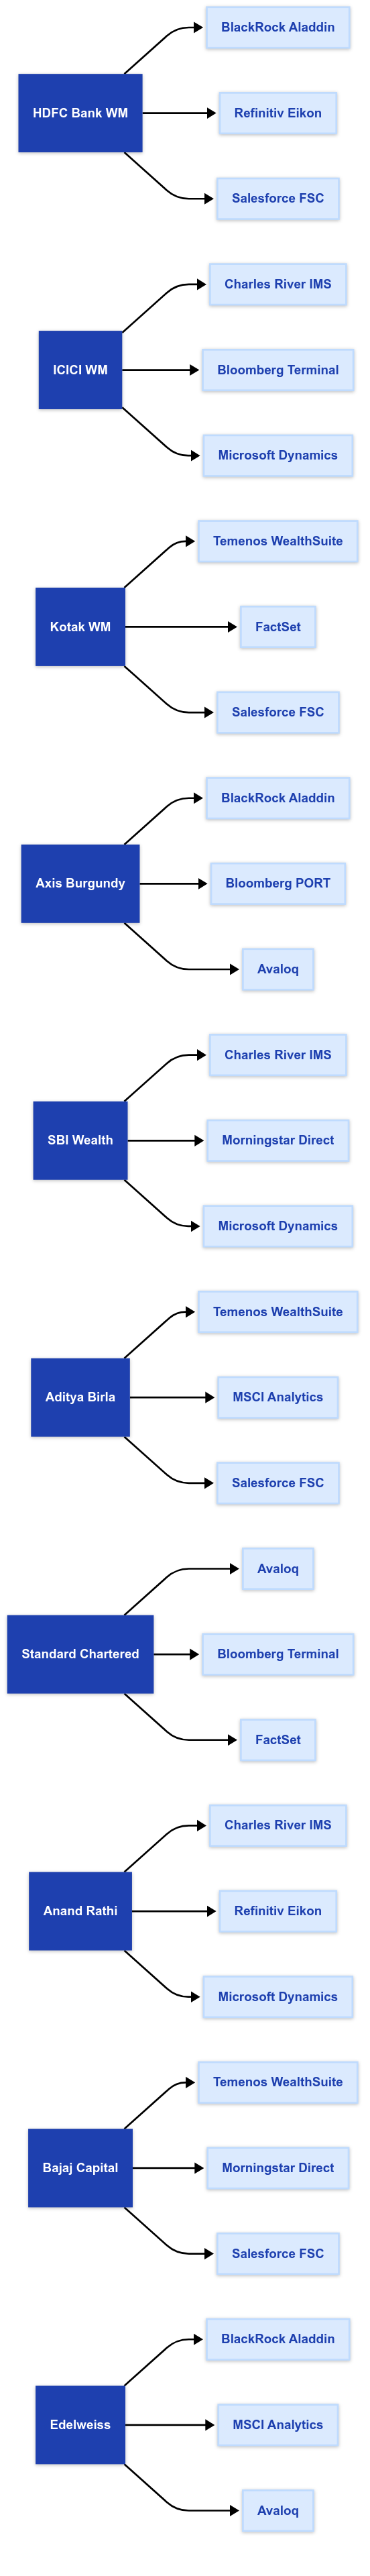 BlackRock Aladdin
HDFC Bank WM
Refinitiv Eikon
Salesforce FSC
Charles River IMS
ICICI WM
Bloomberg Terminal
Microsoft Dynamics
Temenos WealthSuite
Kotak WM
FactSet
Salesforce FSC
BlackRock Aladdin
Axis Burgundy
Bloomberg PORT
Avaloq
Charles River IMS
SBI Wealth
Morningstar Direct
Microsoft Dynamics
Temenos WealthSuite
Aditya Birla
MSCI Analytics
Salesforce FSC
Avaloq
Standard Chartered
Bloomberg Terminal
FactSet
Charles River IMS
Anand Rathi
Refinitiv Eikon
Microsoft Dynamics
Temenos WealthSuite
Bajaj Capital
Morningstar Direct
Salesforce FSC
BlackRock Aladdin
Edelweiss
MSCI Analytics
Avaloq